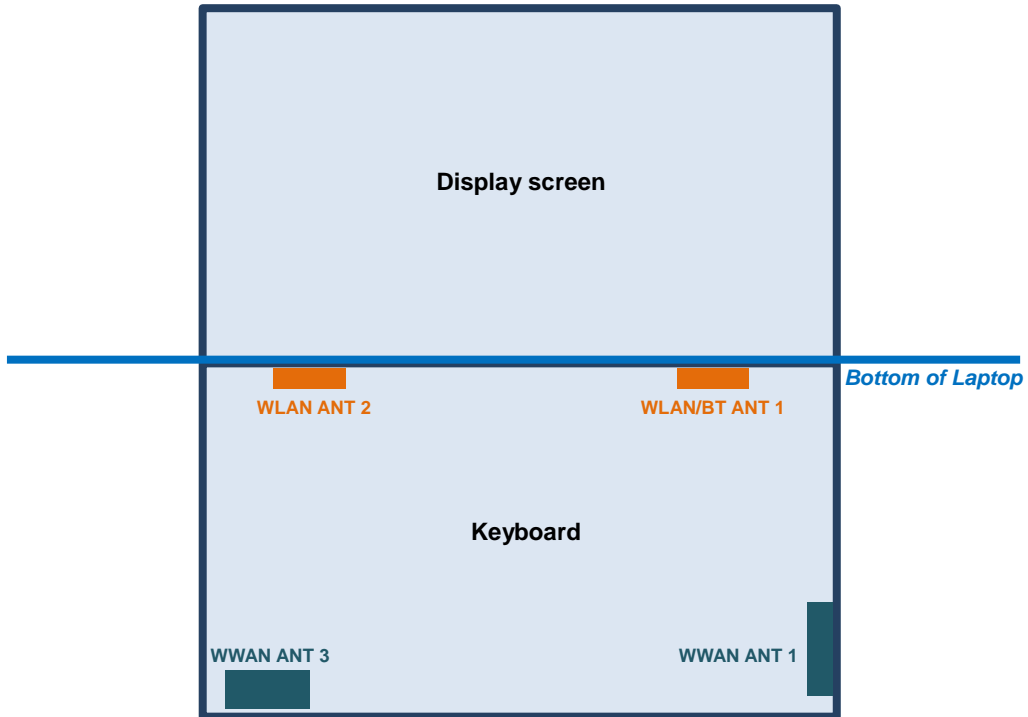 Display screen
Bottom of Laptop
WLAN ANT 2
WLAN/BT ANT 1
Keyboard
WWAN ANT 3
WWAN ANT 1